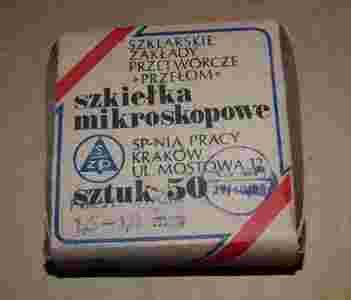 SZKLARSKIE
ZAKŁADY
PRZETWÓRCZE
"PRZEŁOM"
szkiełka
mikroskopowe
SP-NIA PRACY
KRAKÓW
UL. MOSTOWA 12
sztuk 50